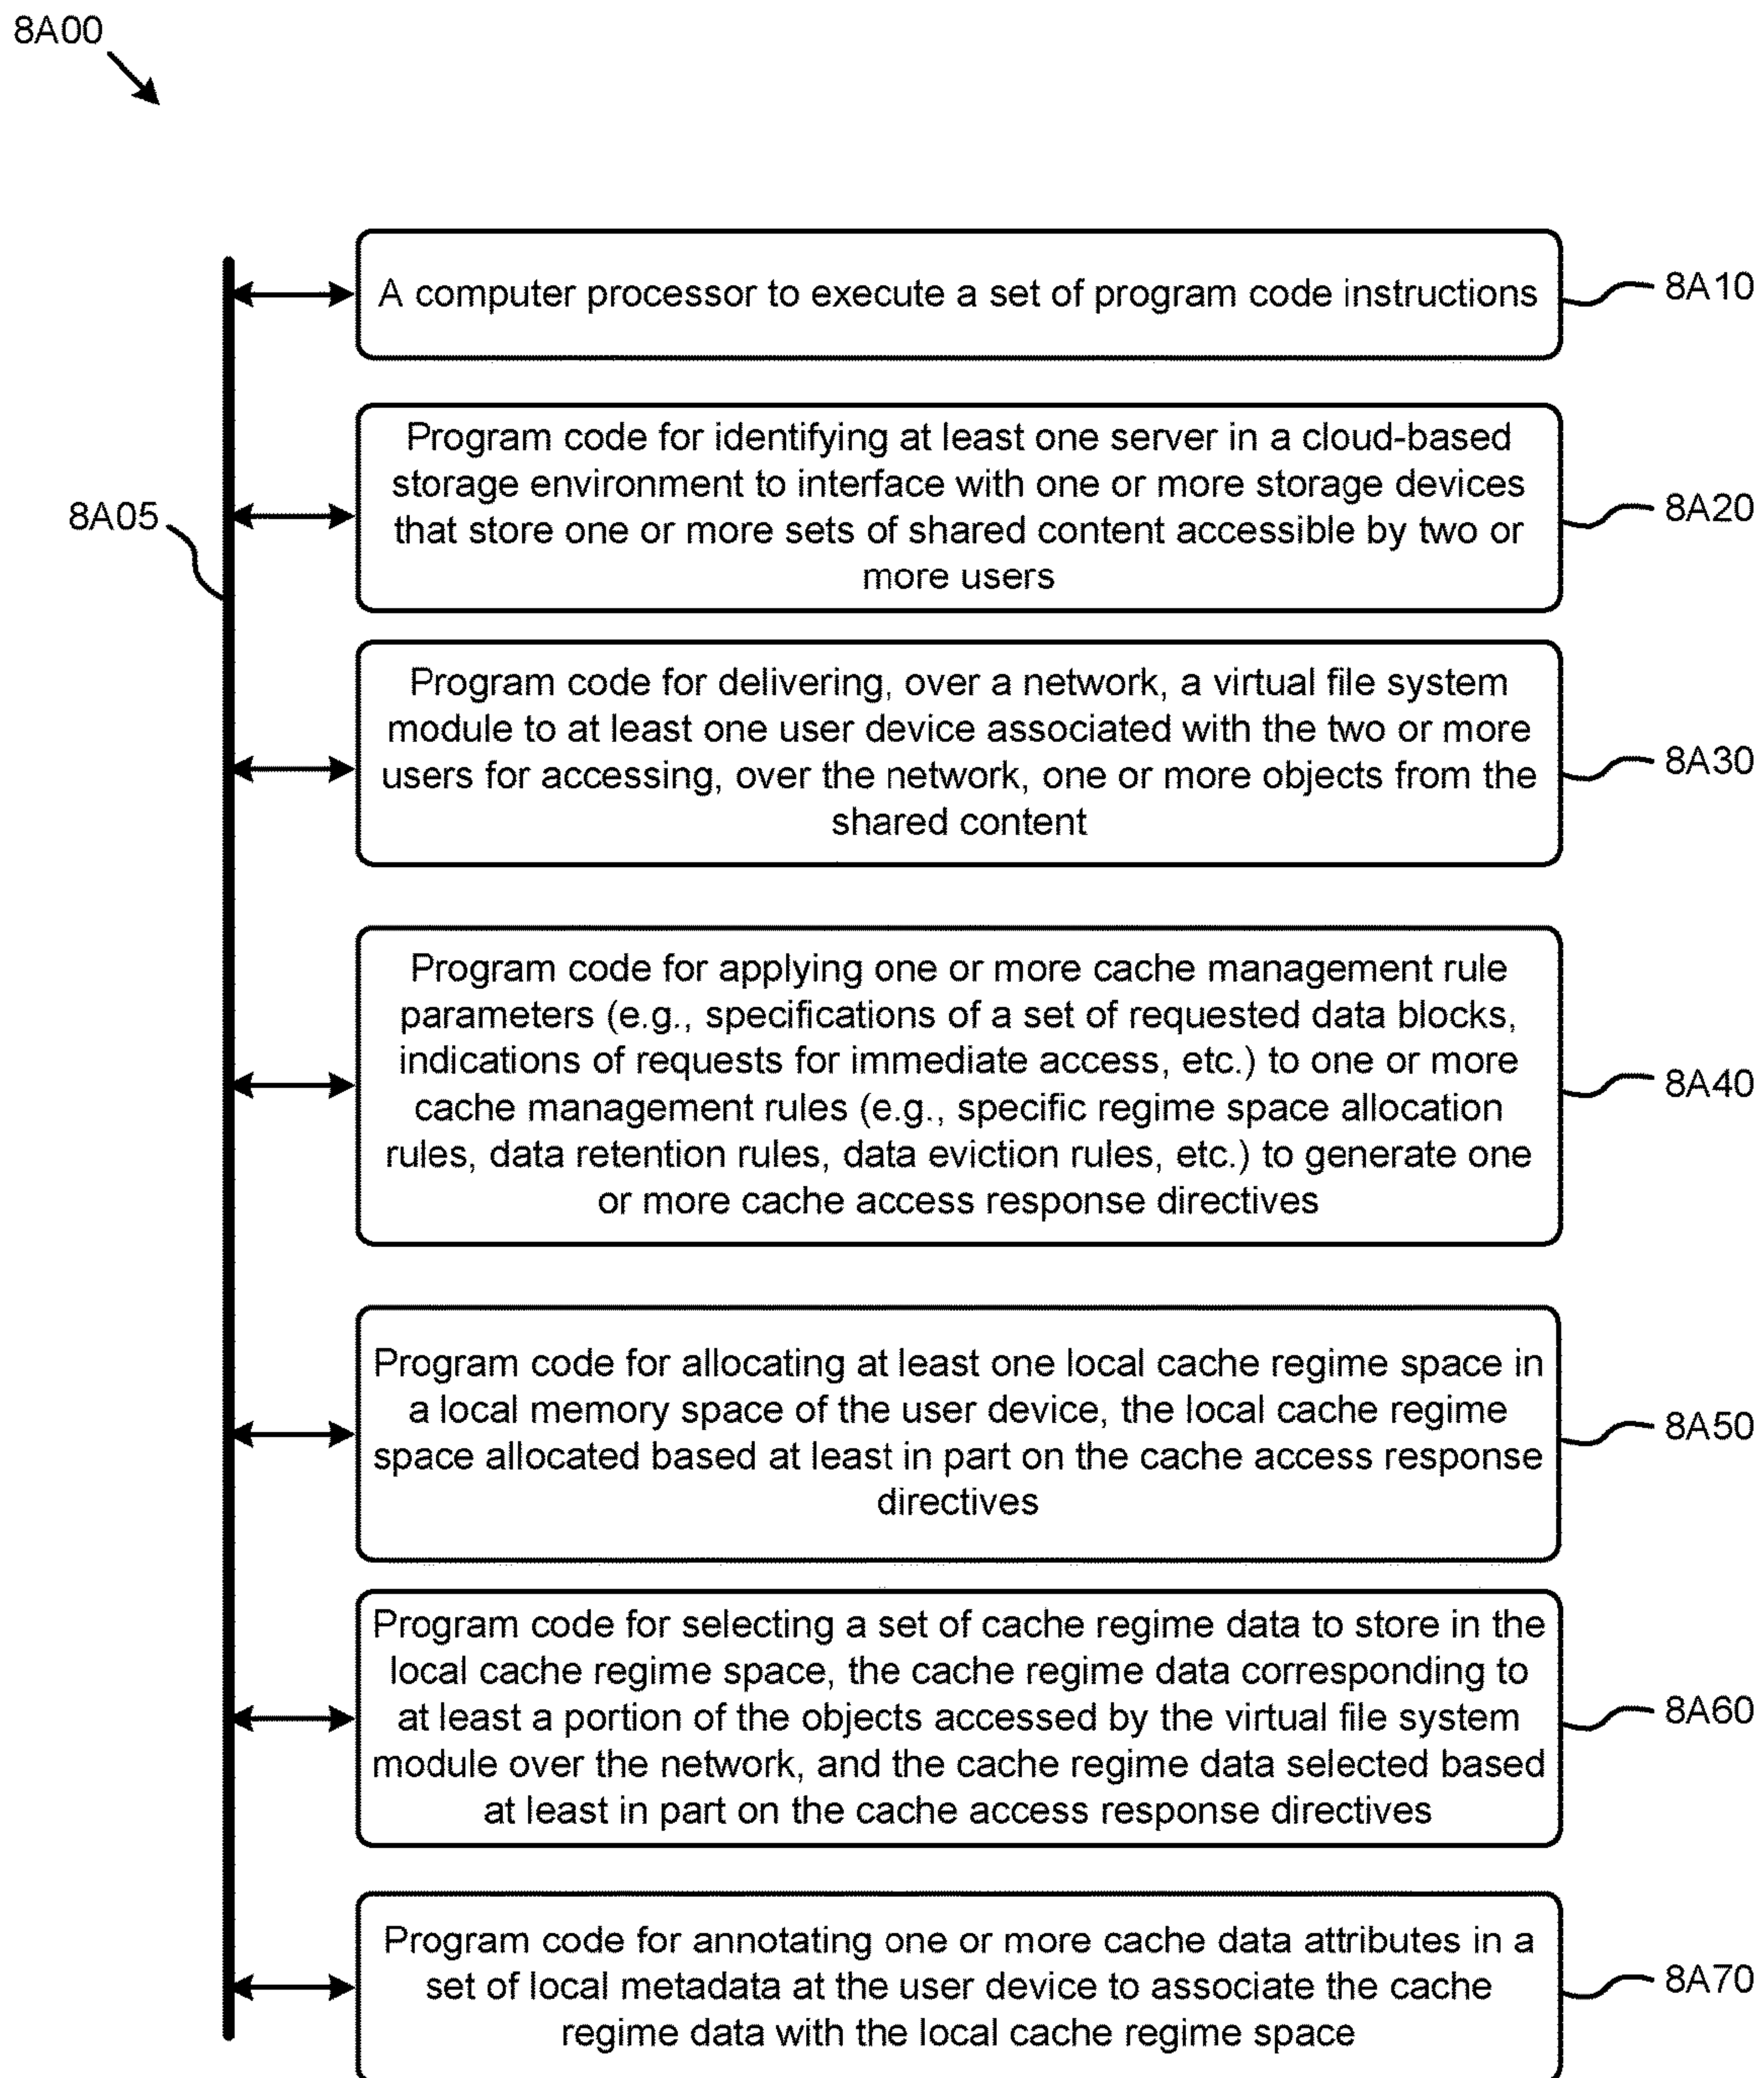 8A00
A computer processor to execute a set of program code instructions
8A10
Program code for identifying at least one server in a cloud-based
storage environment to interface with one or more storage devices
that store one or more sets of shared content accessible by two or
more users
8A20
8A05
Program code for delivering, over a network, a virtual file system
module to at least one user device associated with the two or more
users for accessing, over the network, one or more objects from the
shared content
8A30
Program code for applying one or more cache management rule
parameters (e.g., specifications of a set of requested data blocks,
indications of requests for immediate access, etc.) to one or more
cache management rules (e.g., specific regime space allocation
rules, data retention rules, data eviction rules, etc.) to generate one
or more cache access response directives
8A40
Program code for allocating at least one local cache regime space in
a local memory space of the user device, the local cache regime
space allocated based at least in part on the cache access response
directives
8A50
Program code for selecting a set of cache regime data to store in the
local cache regime space, the cache regime data corresponding to
at least a portion of the objects accessed by the virtual file system
module over the network, and the cache regime data selected based
at least in part on the cache access response directives
8A60
Program code for annotating one or more cache data attributes in a
set of local metadata at the user device to associate the cache
regime data with the local cache regime space
8A70